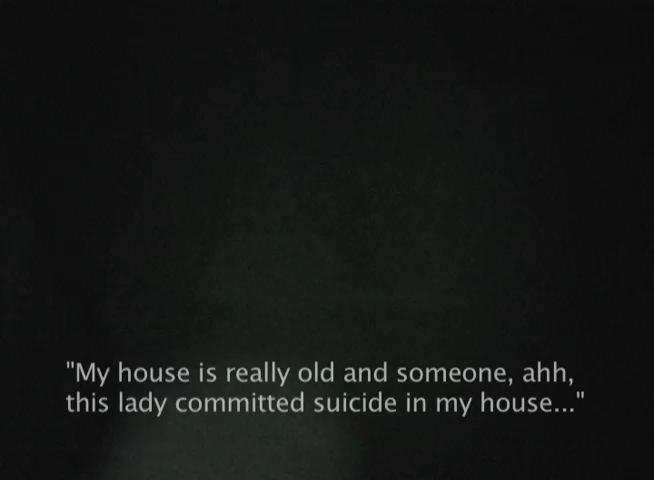 "My house is really old and someone, ahh,
this lady committed suicide in my house..."